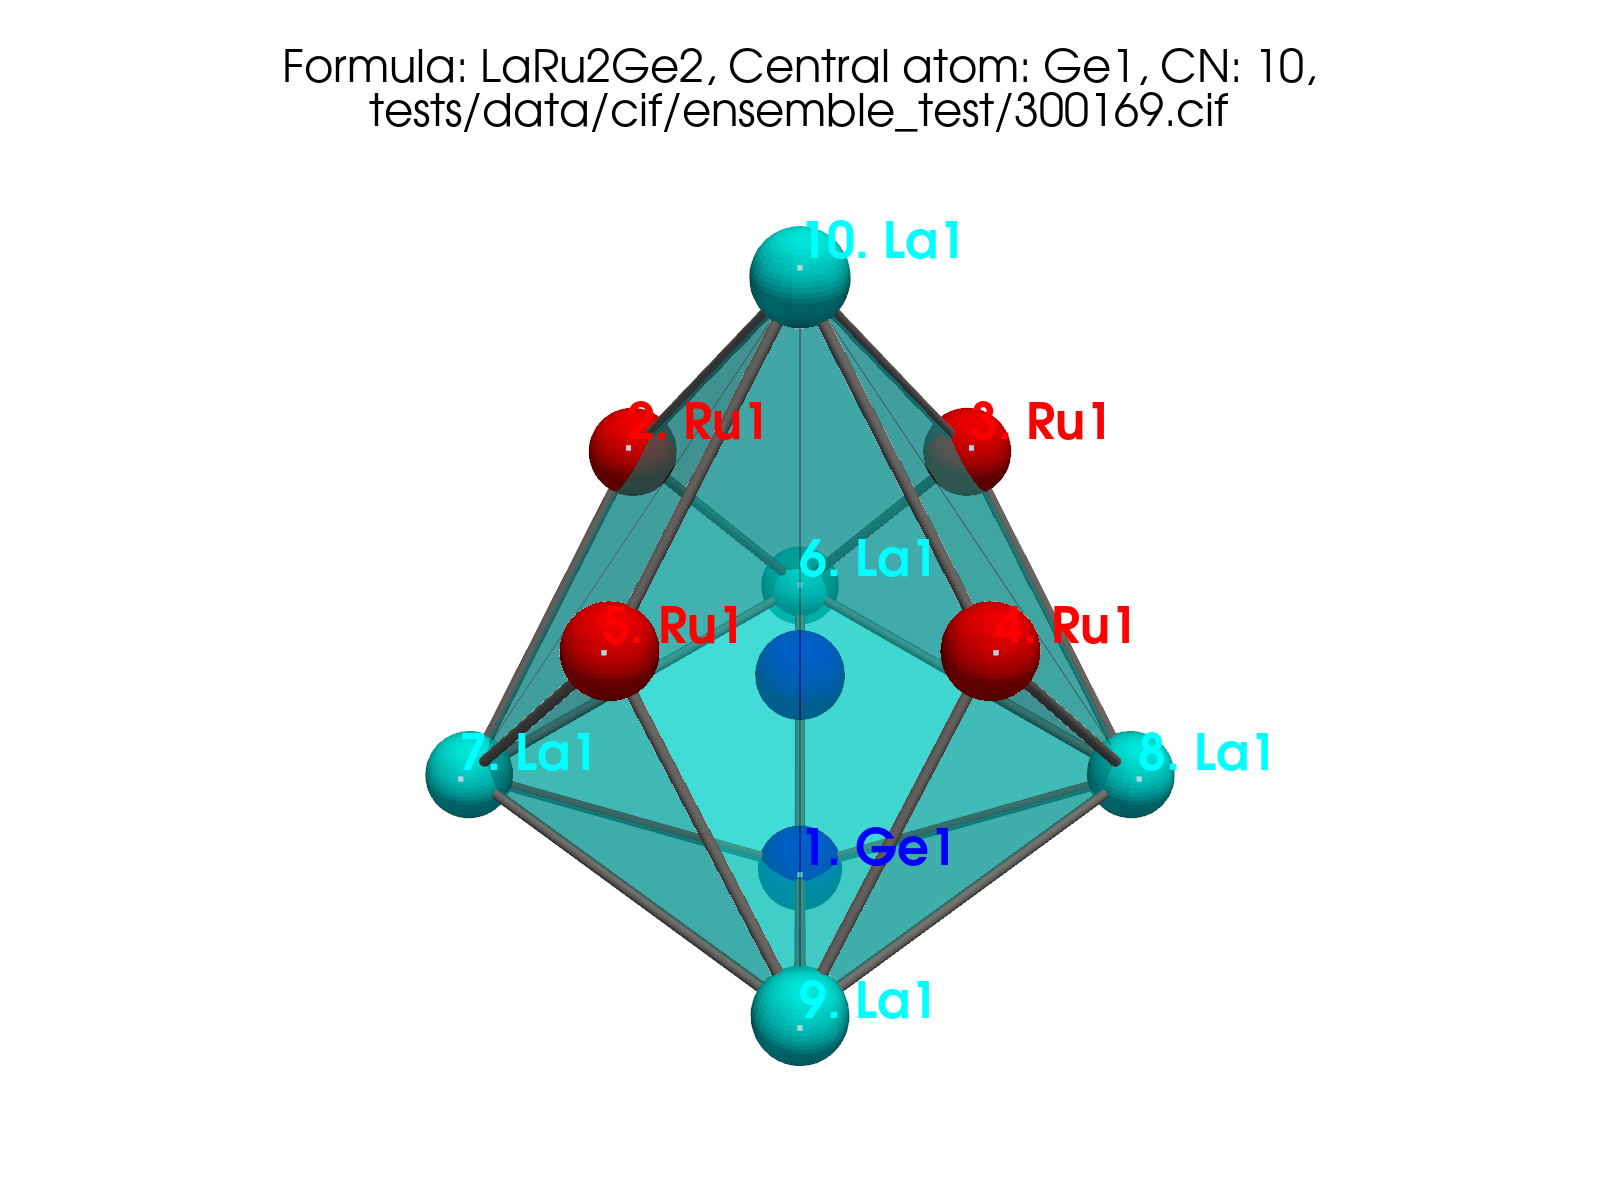 Formula: LaRu2Ge2, Central atom: Ge1, CN: 10,
tests/data/cif/ensemble_test/300169.cif
10. La1
2. Ru1
3. Ru1
6. La1
5. Ru1
4. Ru1
7. La1
8. La1
1. Ge1
9. La1